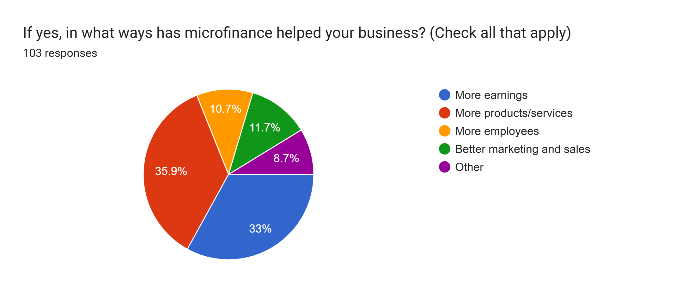 If yes, in what ways has microfinance helped your business? (Check all that apply)
103 responses
More earnings
More products/services
More employees
Better marketing and sales
Other
10.7%
11.7%
8.7%
35.9%
33%